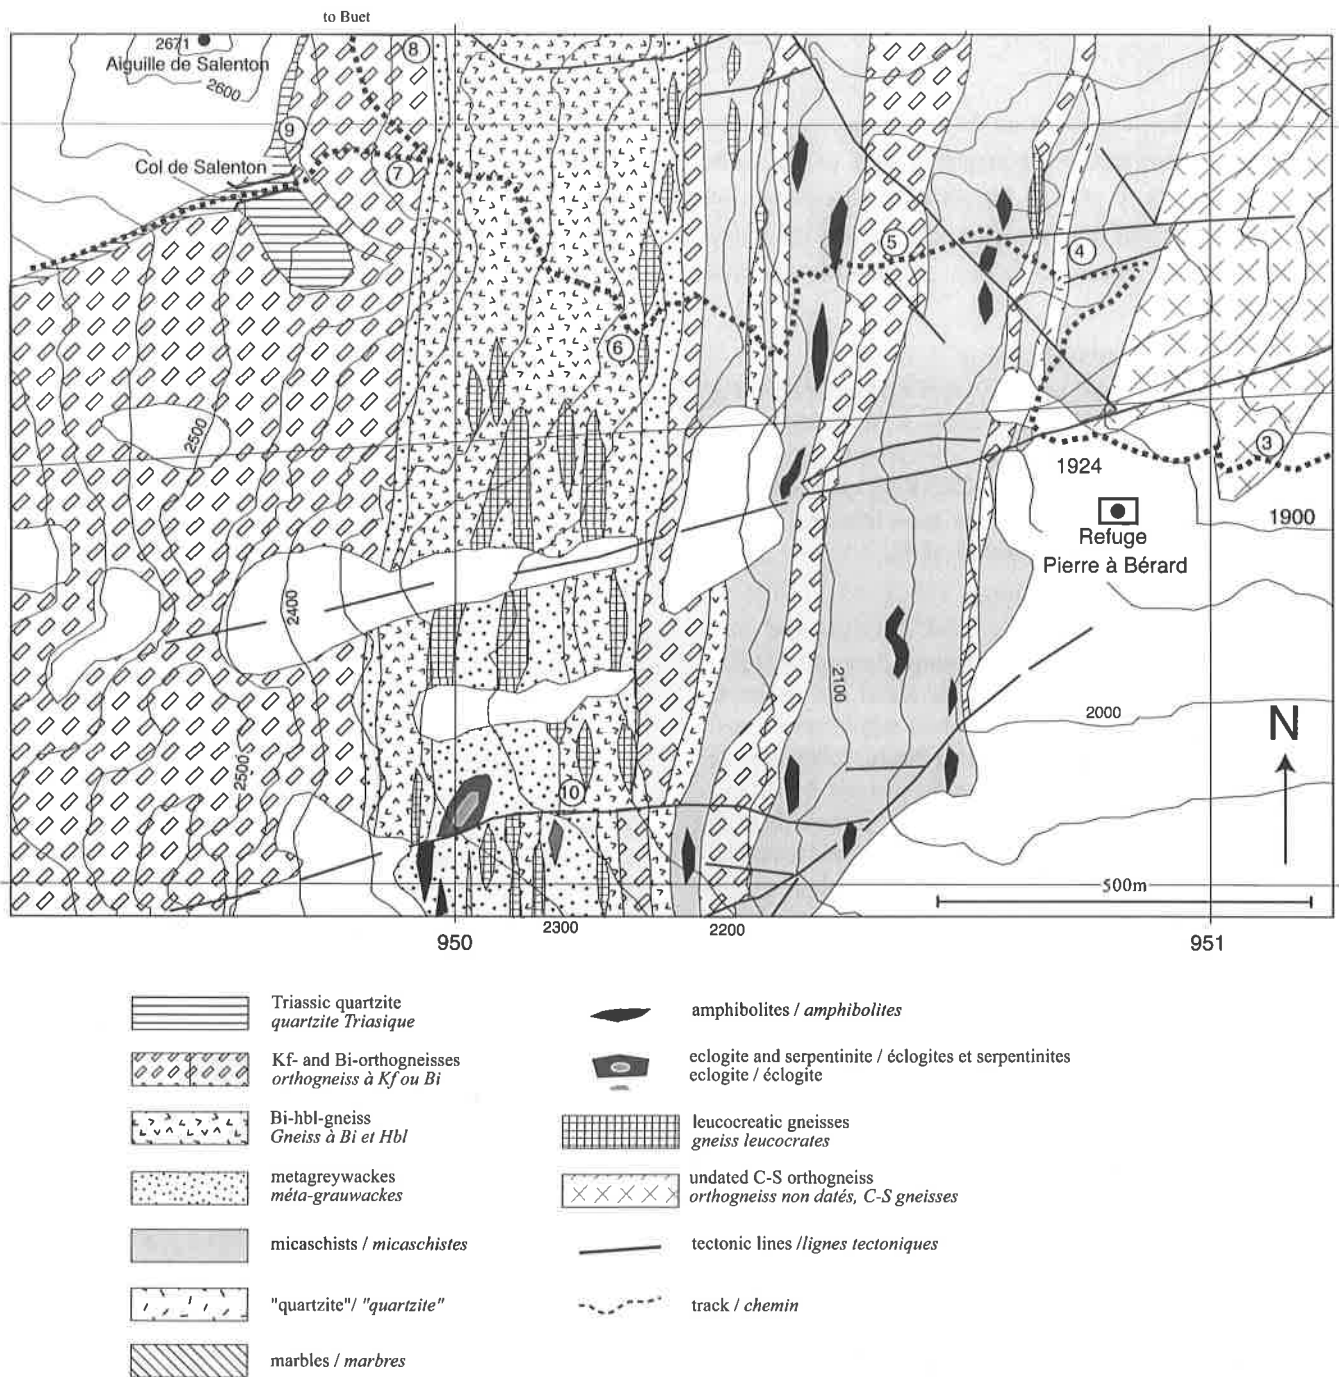 to Buet
2671
Aiguille de Salenton
2600
8
9
Col de Salenton
7
5
4
6
2500
3
1924
1900
Refuge
Pierre à Bérard
2400
2100
2000
N
2500
10
500m
950
2300
2200
951
Triassic quartzite
quartzite Triasique
Kf- and Bi-orthogneisses
orthogneiss à Kf ou Bi
Bi-hbl-gneiss
Gneiss à Bi et Hbl
metagreywackes
méta-grauwackes
micaschists / micaschistes
"quartzite"/ "quartzite"
marbles / marbres
amphibolites / amphibolites
eclogite and serpentinite / éclogites et serpentinites
eclogite / éclogite
leucocreatic gneisses
gneiss leucocrates
undated C-S orthogneiss
orthogneiss non datés, C-S gneisses
tectonic lines /lignes tectoniques
track / chemin